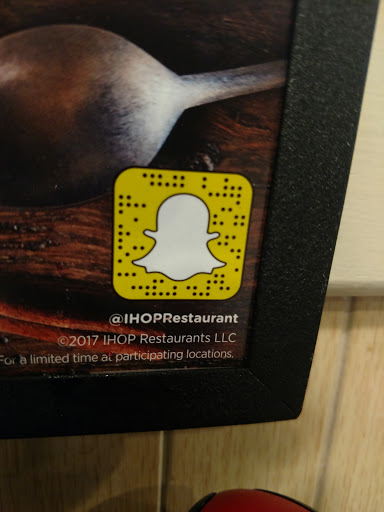 @IHOPRestaurant
©2017 IHOP Restaurants LLC
For a limited time at participating locations.